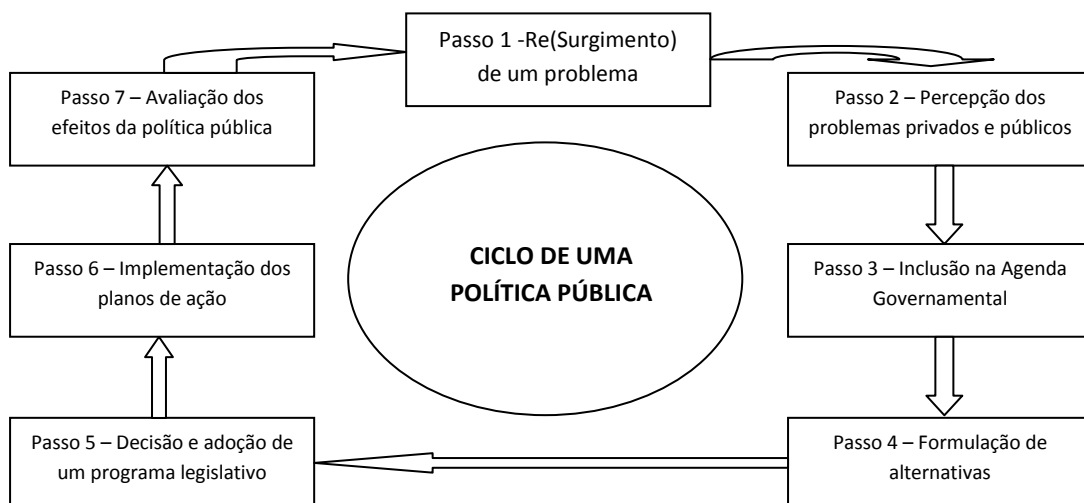 Passo 1 -Re(Surgimento)
de um problema
Passo 2 – Percepção dos
problemas privados e públicos
Passo 3 – Inclusão na Agenda
Governamental
Passo 4 – Formulação de
alternativas
Passo 5 – Decisão e adoção de
um programa legislativo
Passo 6 – Implementação dos
planos de ação
Passo 7 – Avaliação dos
efeitos da política pública
CICLO DE UMA
POLÍTICA PÚBLICA